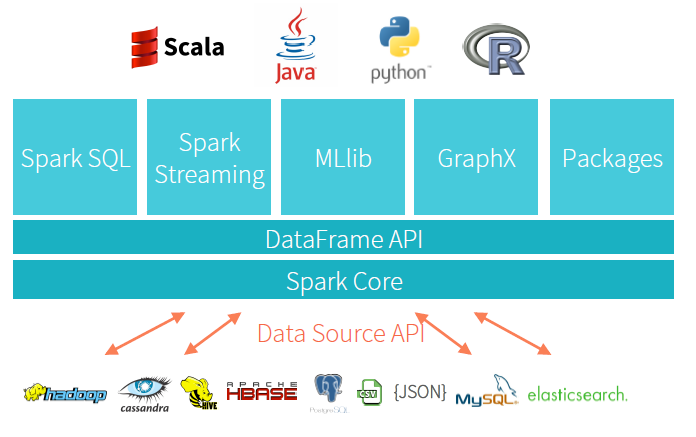 Scala
Java
python™
R
Spark SQL
Spark Streaming
MLlib
GraphX
Packages
DataFrame API
Spark Core
Data Source API
hadoop
cassandra
HIVE
APACHE
HBASE
PostgreSQL
CSV
{JSON}
MySQL
elasticsearch.